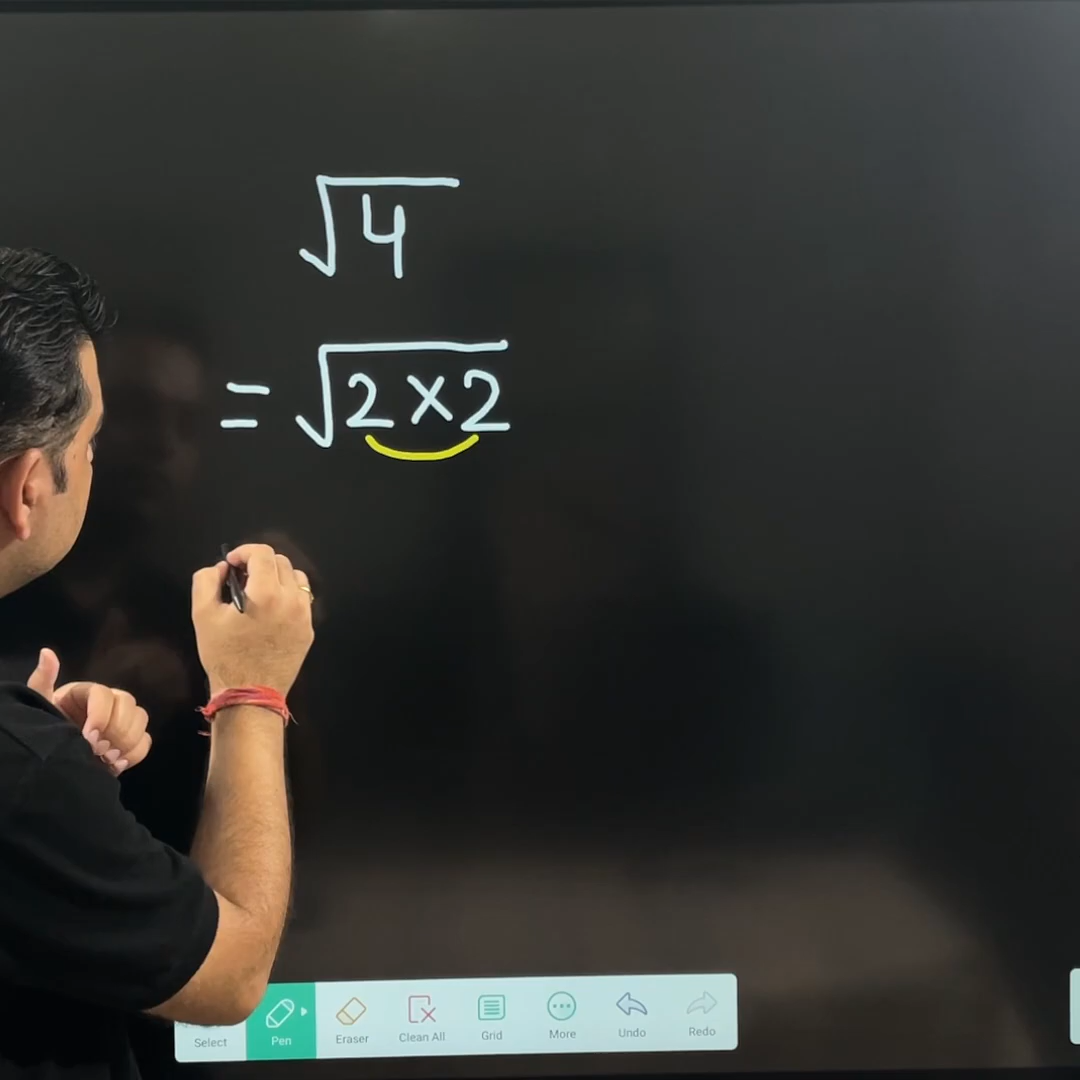 √4
= √2 × 2
Select Pen Eraser Clean All Grid More Undo Redo